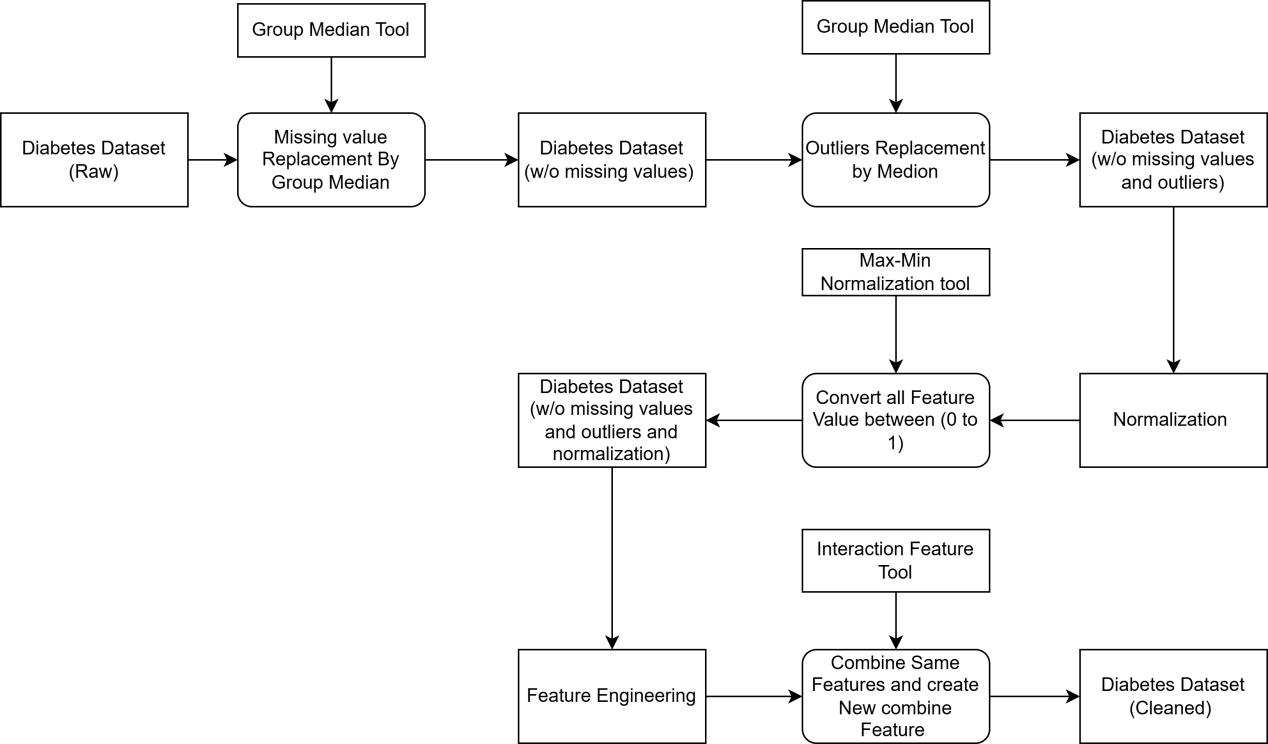 Group Median Tool
Group Median Tool
Diabetes Dataset
(Raw)
Missing value
Replacement By
Group Median
Diabetes Dataset
(w/o missing values)
Outliers Replacement
by Medion
Diabetes Dataset
(w/o missing values
and outliers)
Max-Min
Normalization tool
Diabetes Dataset
(w/o missing values
and outliers and
normalization)
Convert all Feature
Value between (0 to
1)
Normalization
Interaction Feature
Tool
Feature Engineering
Combine Same
Features and create
New combine
Feature
Diabetes Dataset
(Cleaned)